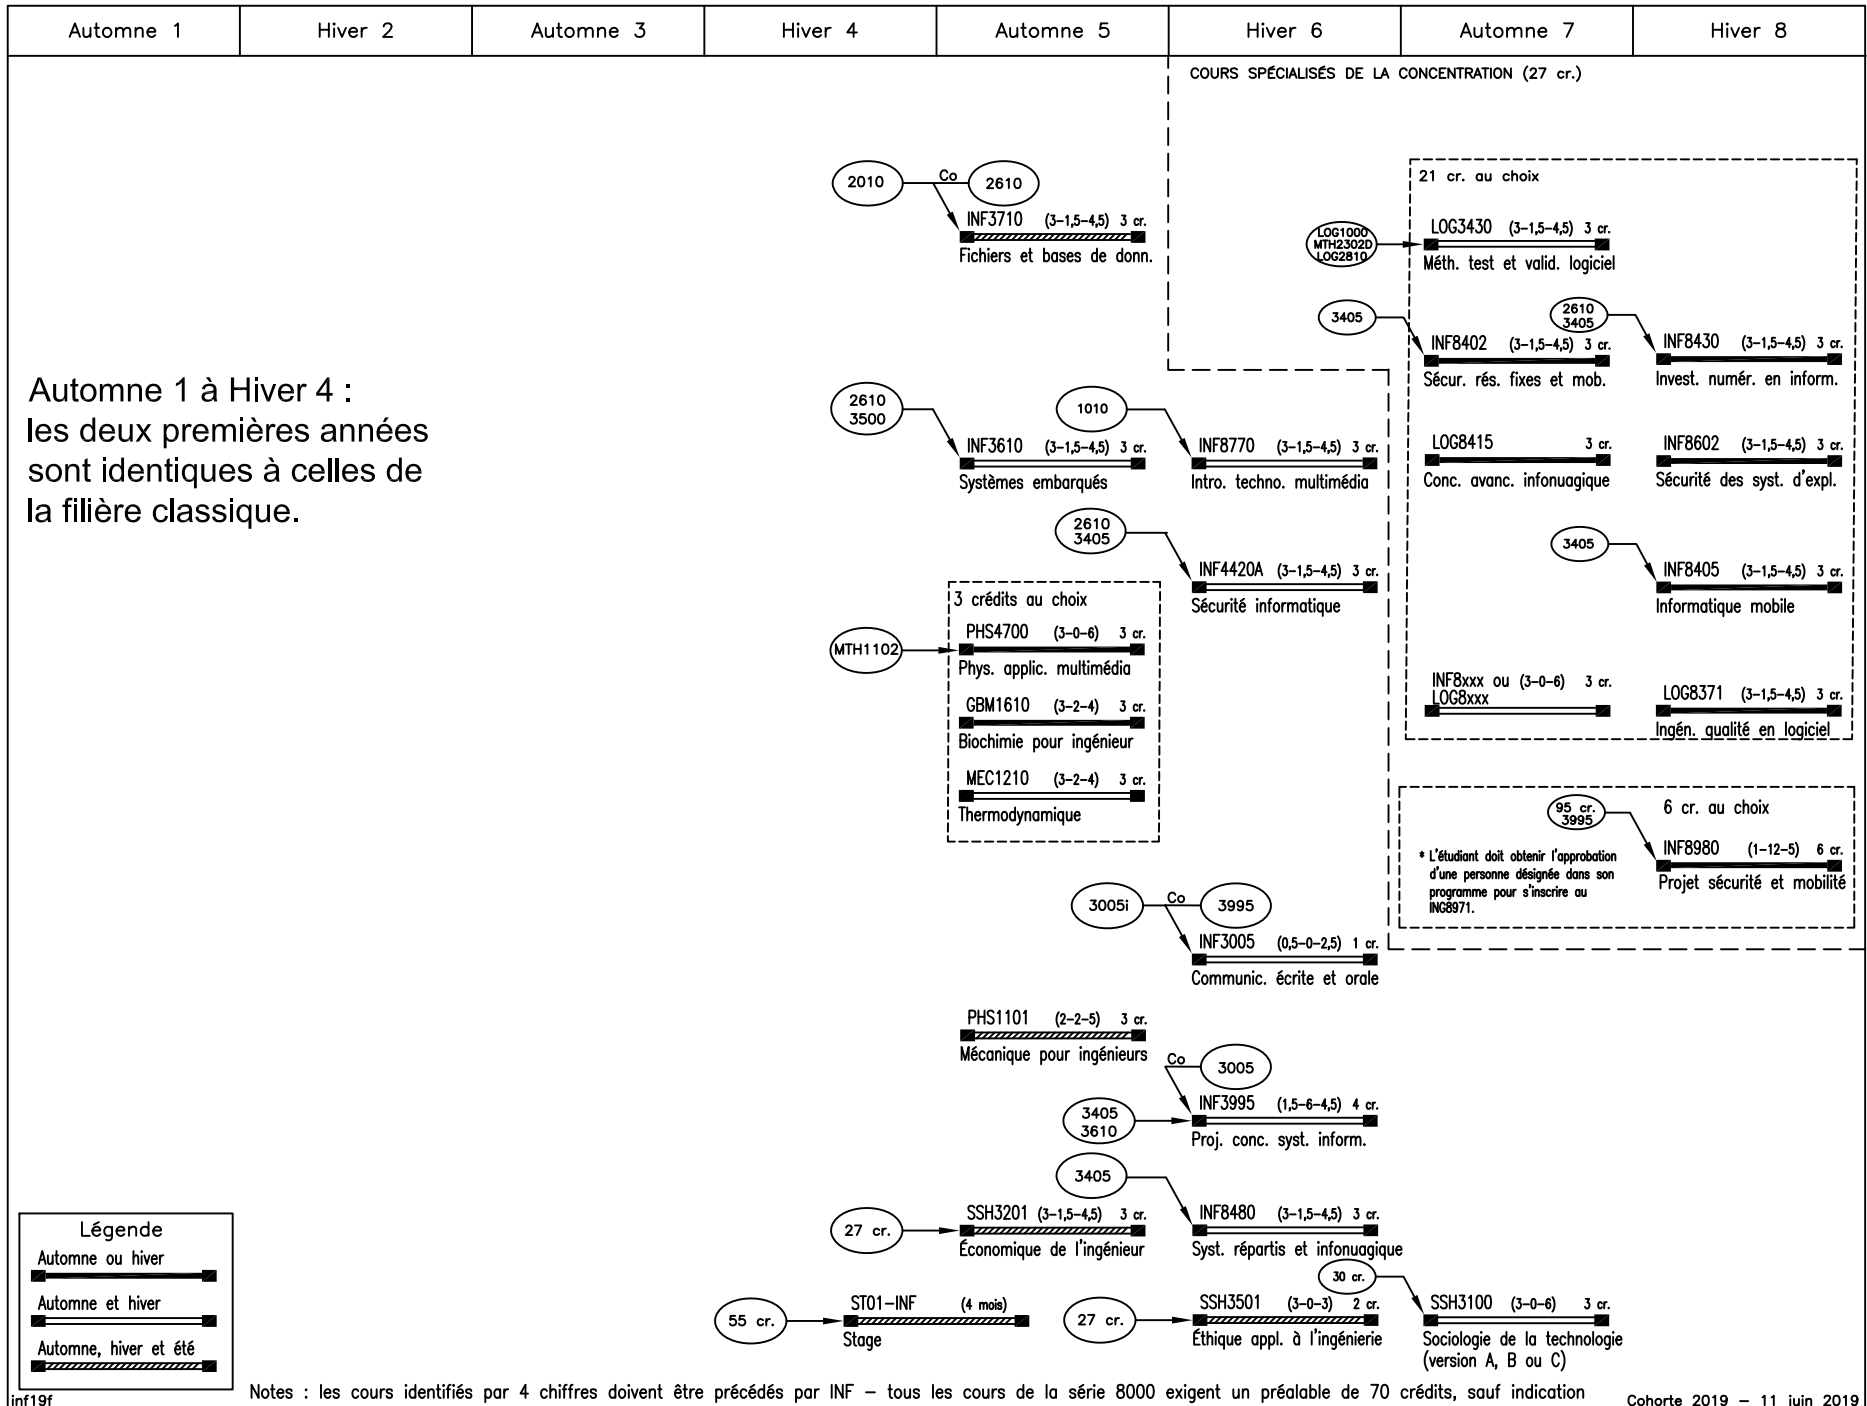 Automne 1
Hiver 2
Automne 3
Hiver 4
Automne 5
Hiver 6
Automne 7
Hiver 8
COURS SPÉCIALISÉS DE LA CONCENTRATION (27 cr.)
Automne 1 à Hiver 4 :
les deux premières années
sont identiques à celles de
la filière classique.
2010
Co
2610
INF3710 (3-1,5-4,5) 3 cr.
Fichiers et bases de donn.
2610
3500
INF3610 (3-1,5-4,5) 3 cr.
Systèmes embarqués
3 crédits au choix
MTH1102
PHS4700 (3-0-6) 3 cr.
Phys. applic. multimédia
GBM1610 (3-2-4) 3 cr.
Biochimie pour ingénieur
MEC1210 (3-2-4) 3 cr.
Thermodynamique
PHS1101 (2-2-5) 3 cr.
Mécanique pour ingénieurs
27 cr.
SSH3201 (3-1,5-4,5) 3 cr.
Économique de l'ingénieur
55 cr.
ST01-INF (4 mois)
Stage
1010
INF8770 (3-1,5-4,5) 3 cr.
Intro. techno. multimédia
2610
3405
INF4420A (3-1,5-4,5) 3 cr.
Sécurité informatique
3005i
Co
3995
INF3005 (0,5-0-2,5) 1 cr.
Communic. écrite et orale
Co
3005
3405
3610
INF3995 (1,5-6-4,5) 4 cr.
Proj. conc. syst. inform.
3405
INF8480 (3-1,5-4,5) 3 cr.
Syst. répartis et infonuagique
27 cr.
SSH3501 (3-0-3) 2 cr.
Éthique appl. à l'ingénierie
21 cr. au choix
LOG1000
MTH2302D
LOG2810
LOG3430 (3-1,5-4,5) 3 cr.
Méth. test et valid. logiciel
3405
INF8402 (3-1,5-4,5) 3 cr.
Sécur. rés. fixes et mob.
LOG8415 3 cr.
Conc. avanc. infonuagique
INF8xxx ou (3-0-6) 3 cr.
LOG8xxx
2610
3405
INF8430 (3-1,5-4,5) 3 cr.
Invest. numér. en inform.
INF8602 (3-1,5-4,5) 3 cr.
Sécurité des syst. d'expl.
3405
INF8405 (3-1,5-4,5) 3 cr.
Informatique mobile
LOG8371 (3-1,5-4,5) 3 cr.
Ingén. qualité en logiciel
95 cr.
3995
6 cr. au choix
INF8980 (1-12-5) 6 cr.
Projet sécurité et mobilité
* L'étudiant doit obtenir l'approbation
d'une personne désignée dans son
programme pour s'inscrire au
ING8971.
30 cr.
SSH3100 (3-0-6) 3 cr.
Sociologie de la technologie
(version A, B ou C)
Légende
Automne ou hiver
Automne et hiver
Automne, hiver et été
inf19f
Notes : les cours identifiés par 4 chiffres doivent être précédés par INF – tous les cours de la série 8000 exigent un préalable de 70 crédits, sauf indication
Cohorte 2019 – 11 juin 2019